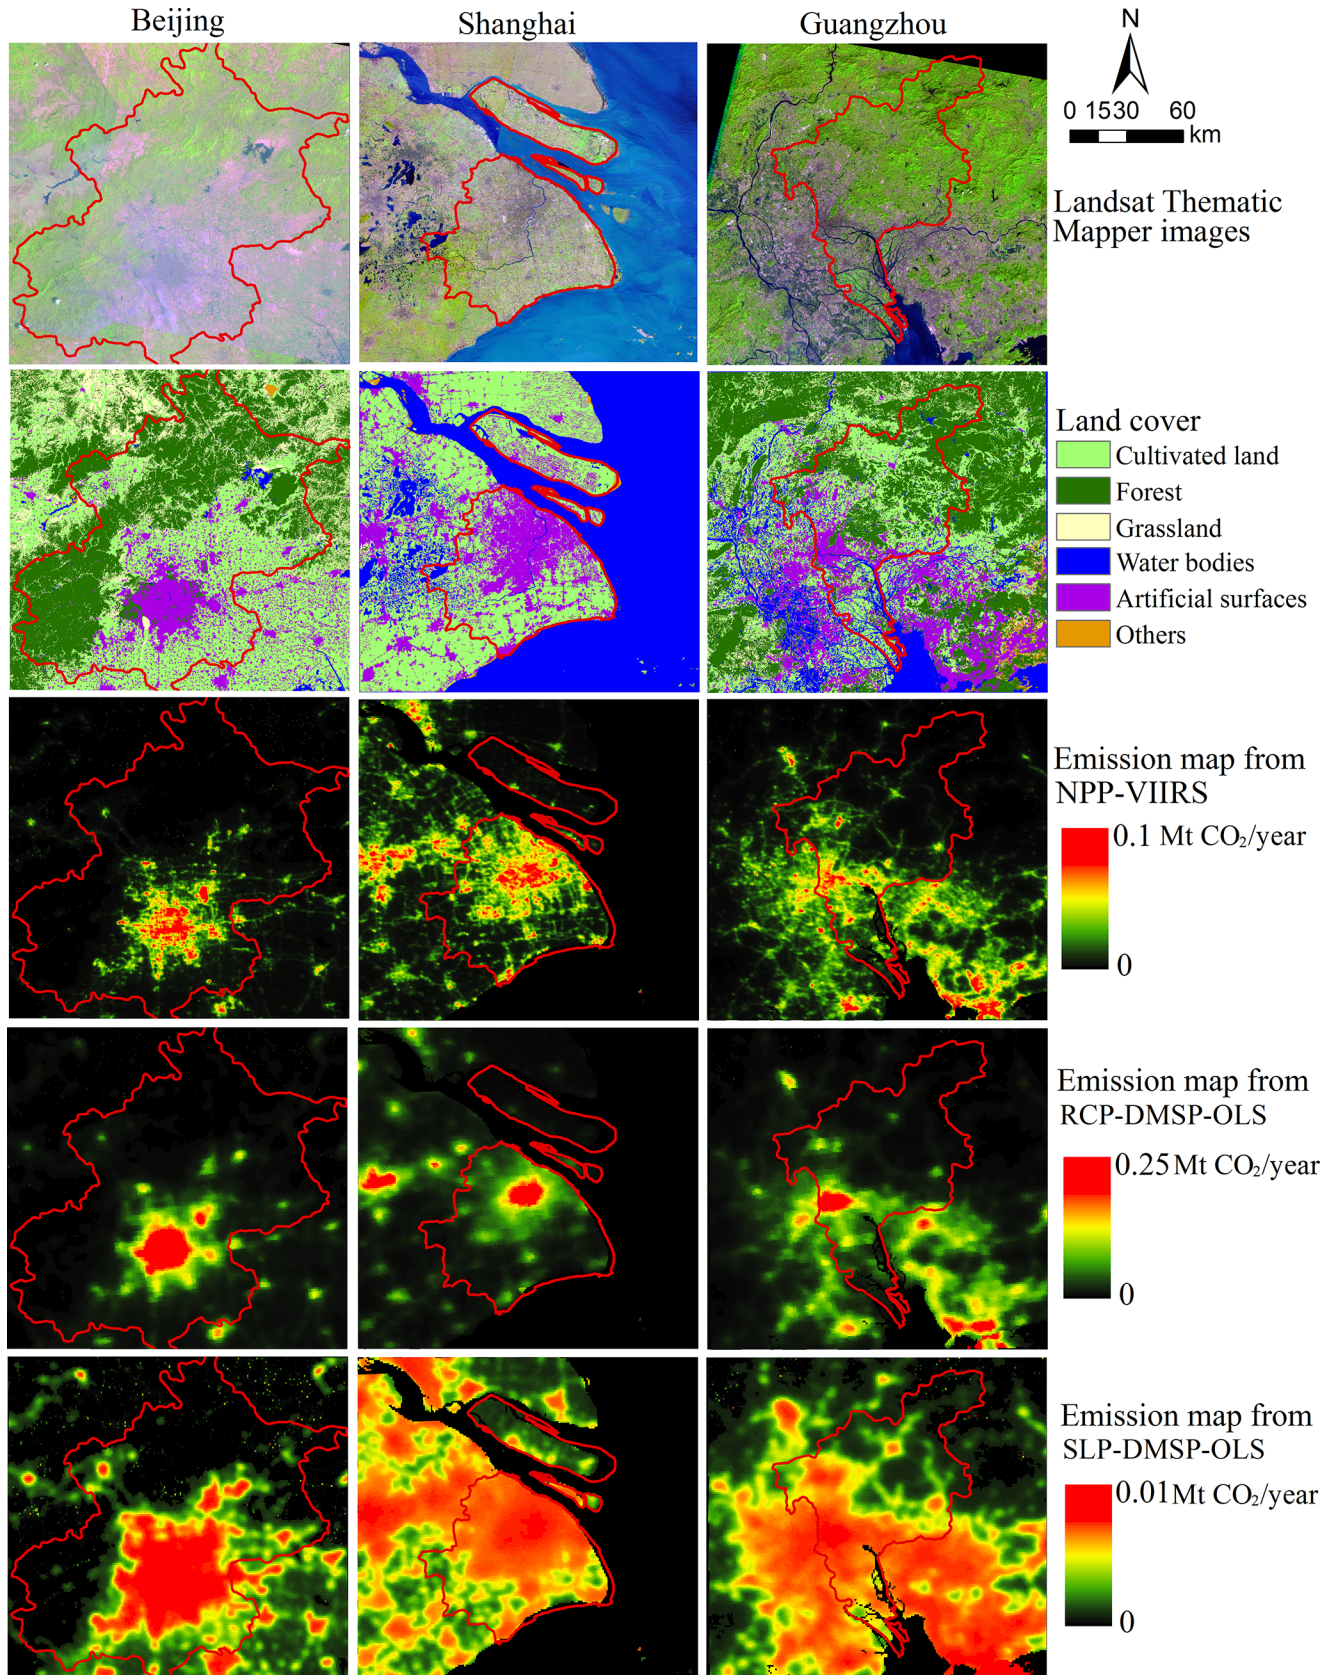 Beijing
Shanghai
Guangzhou
N
0 1530 60
km
Landsat Thematic
Mapper images
Land cover
Cultivated land
Forest
Grassland
Water bodies
Artificial surfaces
Others
Emission map from
NPP-VIIRS
0.1 Mt CO₂/year
0
Emission map from
RCP-DMSP-OLS
0.25 Mt CO₂/year
0
Emission map from
SLP-DMSP-OLS
0.01 Mt CO₂/year
0